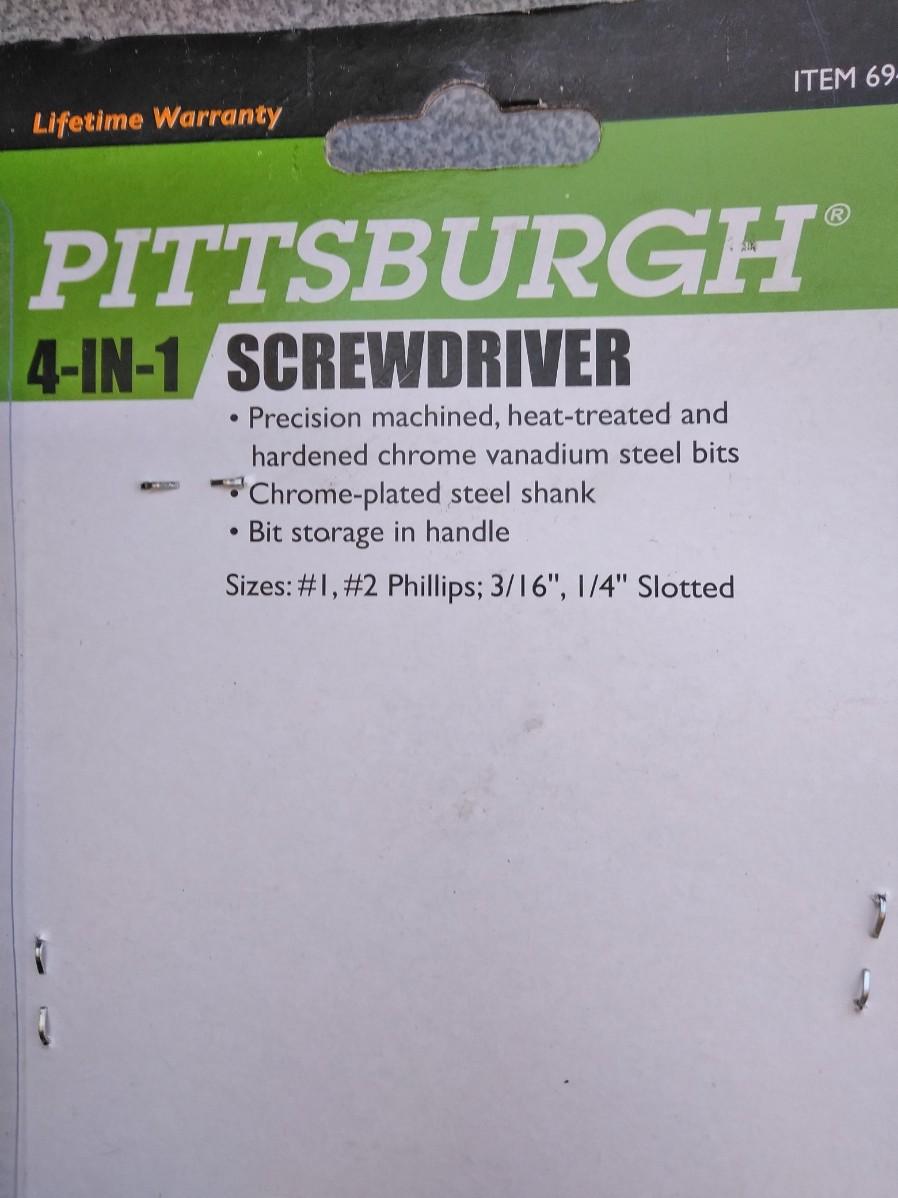 Lifetime Warranty
ITEM 69
PITTSBURGH®
4-IN-1 SCREWDRIVER
• Precision machined, heat-treated and
hardened chrome vanadium steel bits
• Chrome-plated steel shank
• Bit storage in handle
Sizes: #1, #2 Phillips; 3/16", 1/4" Slotted